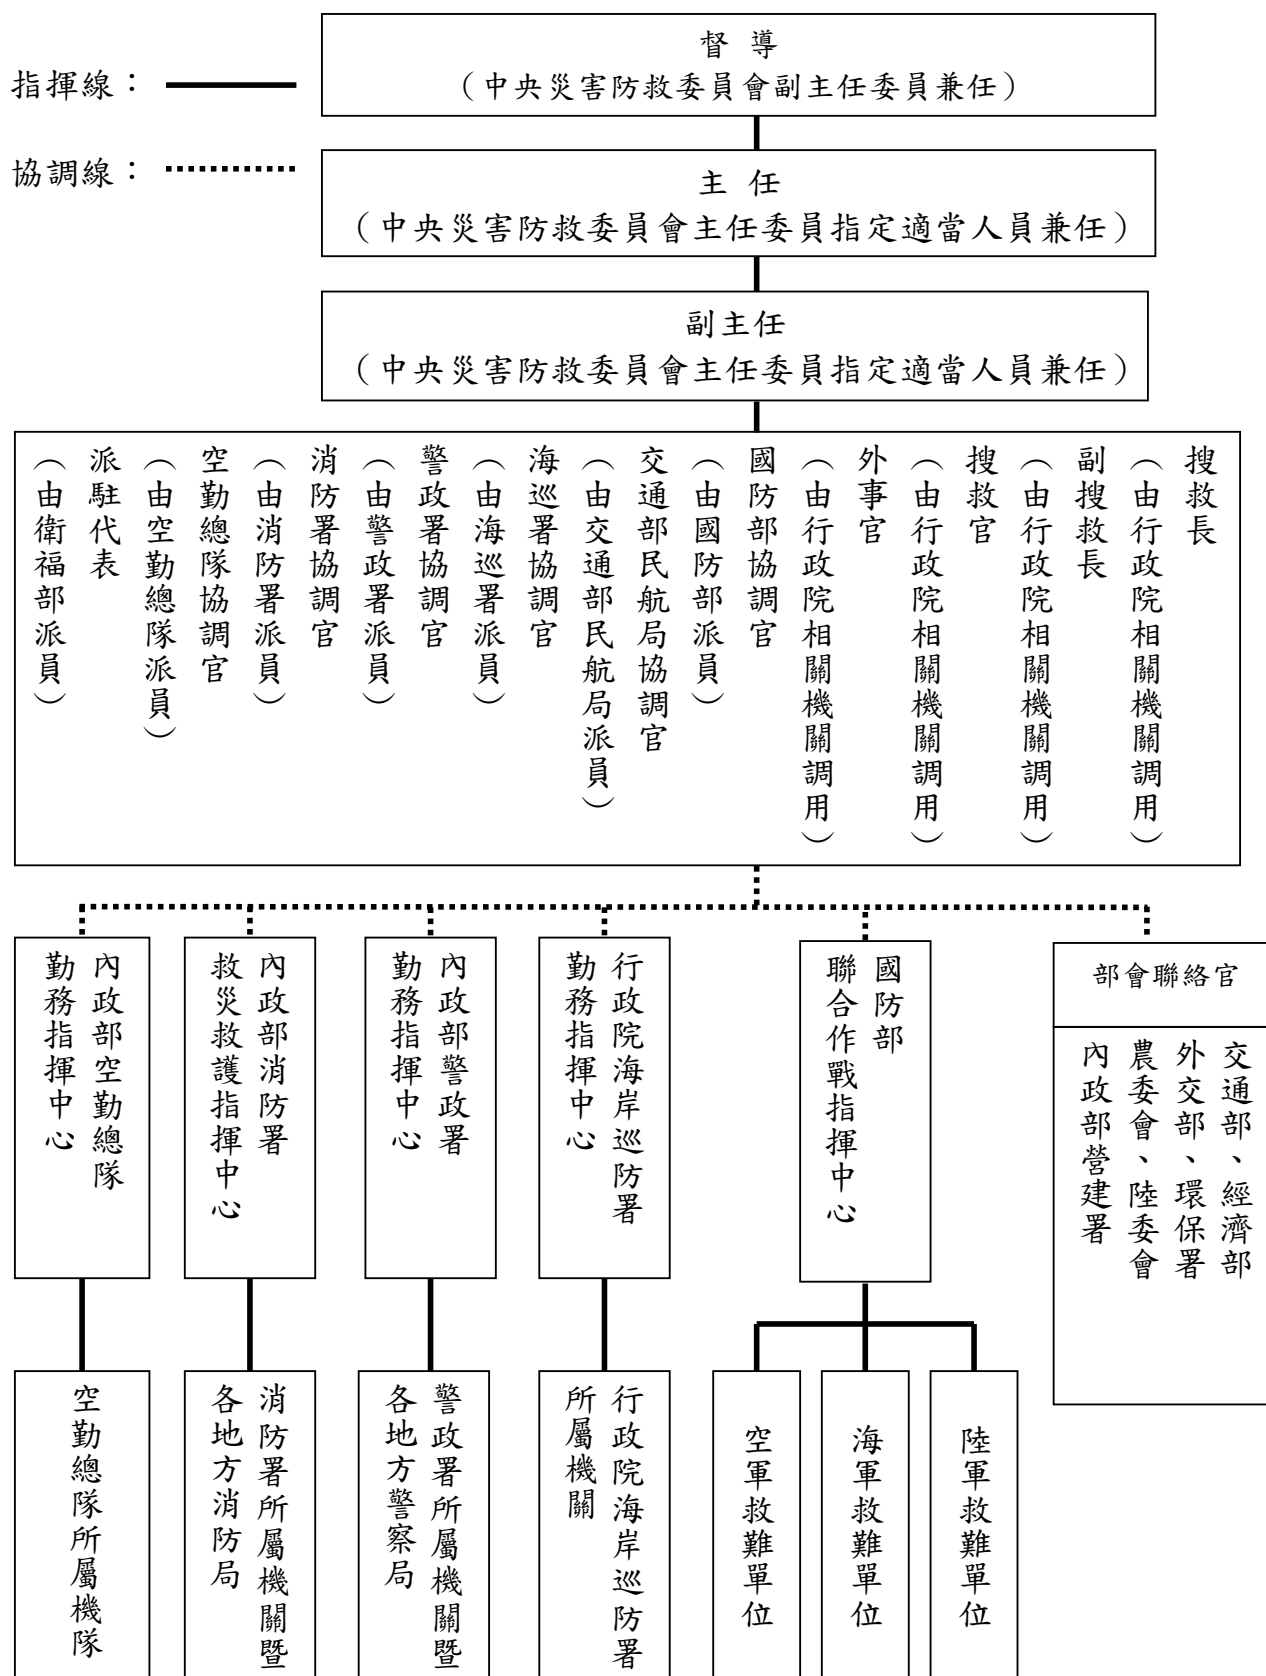 指揮線：
協調線：
督 導
（中央災害防救委員會副主任委員兼任）
主 任
（中央災害防救委員會主任委員指定適當人員兼任）
副主任
（中央災害防救委員會主任委員指定適當人員兼任）
搜救長
（由行政院相關機關調用）
副搜救長
（由行政院相關機關調用）
搜救官
（由行政院相關機關調用）
外事官
（由行政院相關機關調用）
國防部協調官
（由國防部派員）
交通部民航局協調官
（由交通部民航局派員）
海巡署協調官
（由海巡署派員）
警政署協調官
（由警政署派員）
消防署協調官
（由消防署派員）
空勤總隊協調官
（由空勤總隊派員）
派駐代表
（由衛福部派員）
部會聯絡官
交通部、經濟部
外交部、環保署
農委會、陸委會
內政部營建署
國防部
聯合作戰指揮中心
行政院海岸巡防署
勤務指揮中心
內政部警政署
勤務指揮中心
內政部消防署
救災救護指揮中心
內政部空勤總隊
勤務指揮中心
陸軍救難單位
海軍救難單位
空軍救難單位
行政院海岸巡防署
所屬機關
警政署所屬機關暨
各地方警察局
消防署所屬機關暨
各地方消防局
空勤總隊所屬機隊